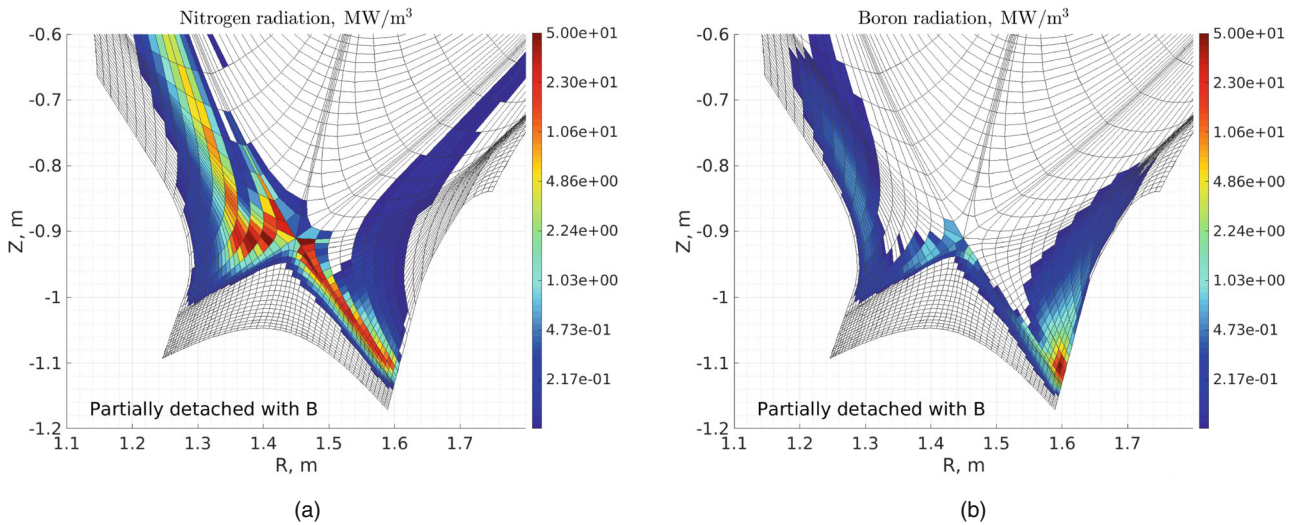 Nitrogen radiation, MW/m³
-0.6
-0.7
-0.8
-0.9
-1
-1.1
-1.2
Z, m
1.1 1.2 1.3 1.4 1.5 1.6 1.7
R, m
Partially detached with B
5.00e+01
2.30e+01
1.06e+01
4.86e+00
2.24e+00
1.03e+00
4.73e-01
2.17e-01
(a)
Boron radiation, MW/m³
-0.6
-0.7
-0.8
-0.9
-1
-1.1
-1.2
Z, m
1.1 1.2 1.3 1.4 1.5 1.6 1.7
R, m
Partially detached with B
5.00e+01
2.30e+01
1.06e+01
4.86e+00
2.24e+00
1.03e+00
4.73e-01
2.17e-01
(b)